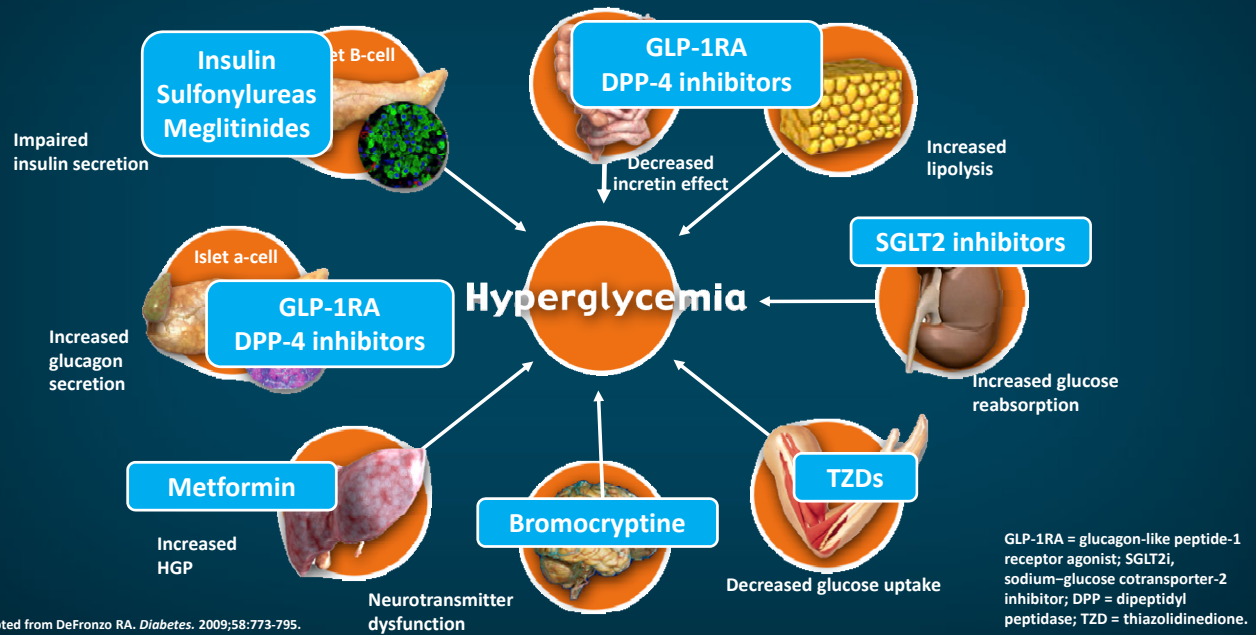 Insulin
Sulfonylureas
Meglitinides
B-cell
Impaired
insulin secretion
GLP-1RA
DPP-4 inhibitors
Decreased
incretin effect
Increased
lipolysis
SGLT2 inhibitors
Increased glucose
reabsorption
Islet a-cell
GLP-1RA
DPP-4 inhibitors
Increased
glucagon
secretion
Hyperglycemia
Metformin
Increased
HGP
Bromocryptine
Neurotransmitter
dysfunction
TZDs
Decreased glucose uptake
GLP-1RA = glucagon-like peptide-1
receptor agonist; SGLT2i,
sodium–glucose cotransporter-2
inhibitor; DPP = dipeptidyl
peptidase; TZD = thiazolidinedione.
pted from DeFronzo RA. Diabetes. 2009;58:773-795.